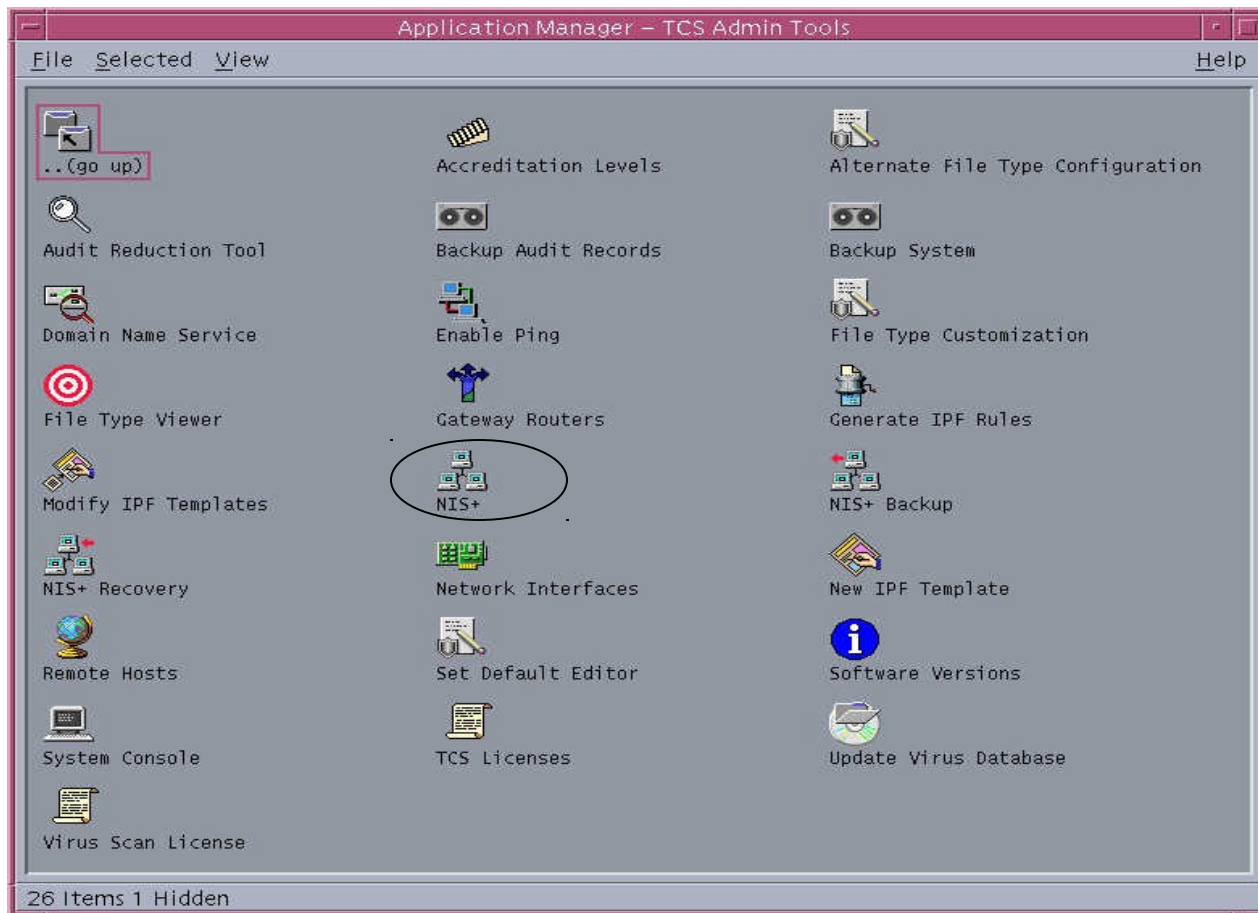 Application Manager – TCS Admin Tools
File Selected View Help
..(go up) Accreditation Levels Alternate File Type Configuration
Audit Reduction Tool Backup Audit Records Backup System
Domain Name Service Enable Ping File Type Customization
File Type Viewer Gateway Routers Generate IPF Rules
Modify IPF Templates NIS+ NIS+ Backup
NIS+ Recovery Network Interfaces New IPF Template
Remote Hosts Set Default Editor Software Versions
System Console TCS Licenses Update Virus Database
Virus Scan License
26 Items 1 Hidden